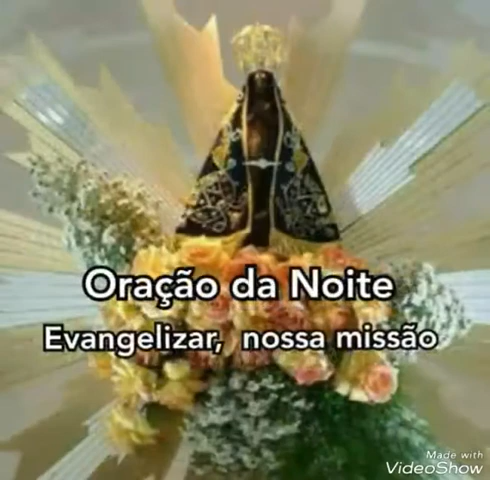 Oração da Noite
Evangelizar, nossa missão
Made with
VideoShow